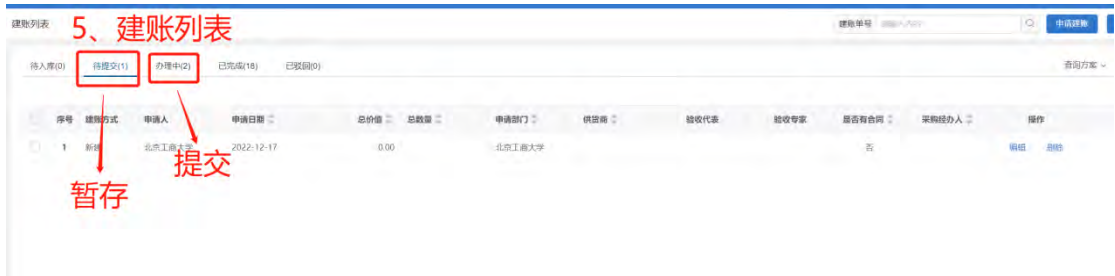 建账列表
5、建账列表
建账单号
申请建账
待入库(0) 待提交(1) 办理中(2) 已完成(18) 已驳回(0) 查询方案
序号 建账方式 申请人 申请日期 总价值 总数量 申请部门 供货商 验收代表 验收专家 是否有合同 采购经办人 操作
1 新建 北京工商大学 2022-12-17 0.00 北京工商大学 否 编辑 删除
提交
暂存